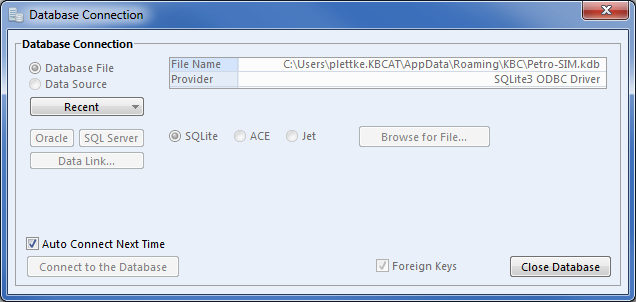 Database Connection
Database Connection
Database File
Data Source
File Name C:\Users\plettke.KBCAT\AppData\Roaming\KBC\Petro-SIM.kdb
Provider SQLite3 ODBC Driver
Recent
Oracle SQL Server SQLite ACE Jet Browse for File...
Data Link...
Auto Connect Next Time
Connect to the Database Foreign Keys Close Database